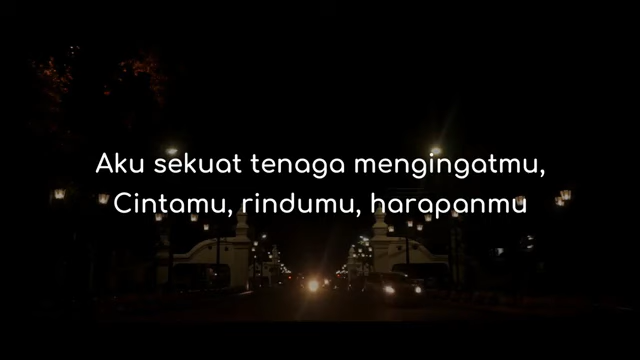 Aku sekuat tenaga mengingatmu,
Cintamu, rindumu, harapanmu